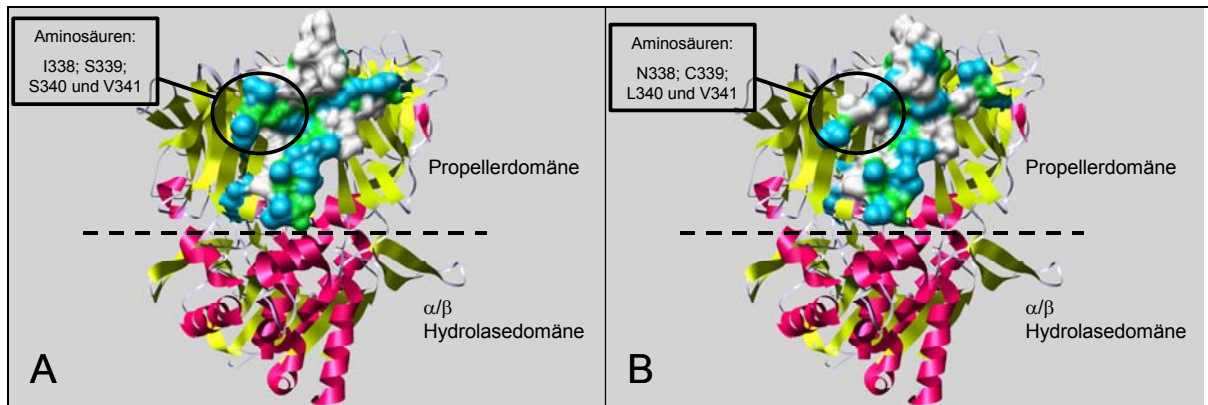 Aminosäuren:
I338; S339;
S340 und V341
Propellerdomäne
α/β
Hydrolasedomäne
A
Aminosäuren:
N338; C339;
L340 und V341
Propellerdomäne
α/β
Hydrolasedomäne
B